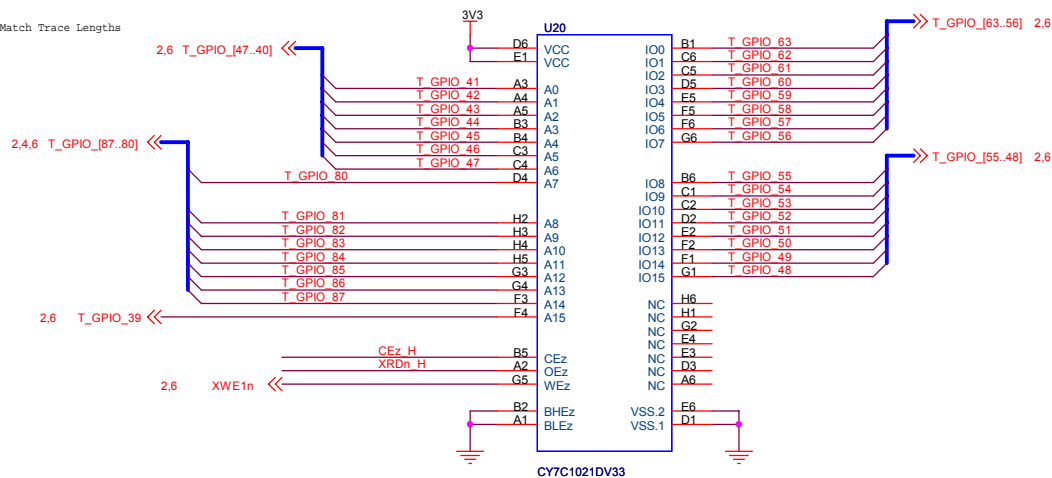 Match Trace Lengths
3V3
U20
2,6 T_GPIO_[47..40]
T_GPIO_[63..56] 2,6
D6 VCC
E1 VCC
T_GPIO_41 A3 A0
T_GPIO_42 A4 A1
T_GPIO_43 A5 A2
T_GPIO_44 B3 A3
T_GPIO_45 B4 A4
T_GPIO_46 C3 A5
T_GPIO_47 C4 A6
2,4,6 T_GPIO_[87..80]
T_GPIO_80 D4 A7
T_GPIO_81 H2 A8
T_GPIO_82 H3 A9
T_GPIO_83 H4 A10
T_GPIO_84 H5 A11
T_GPIO_85 G3 A12
T_GPIO_86 G4 A13
T_GPIO_87 F3 A14
2,6 T_GPIO_39 F4 A15
CEz_H B5 CEz
XRDn_H A2 OEz
2,6 XWE1n G5 WEz
B2 BHEz
A1 BLEz
IO0 B1 T_GPIO_63
IO1 C6 T_GPIO_62
IO2 C5 T_GPIO_61
IO3 D5 T_GPIO_60
IO4 E5 T_GPIO_59
IO5 F5 T_GPIO_58
IO6 F6 T_GPIO_57
IO7 G6 T_GPIO_56
T_GPIO_[55..48] 2,6
IO8 B6 T_GPIO_55
IO9 C1 T_GPIO_54
IO10 C2 T_GPIO_53
IO11 D2 T_GPIO_52
IO12 E2 T_GPIO_51
IO13 F2 T_GPIO_50
IO14 F1 T_GPIO_49
IO15 G1 T_GPIO_48
NC H6
NC H1
NC G2
NC E4
NC E3
NC D3
NC A6
VSS.2 E6
VSS.1 D1
CY7C1021DV33